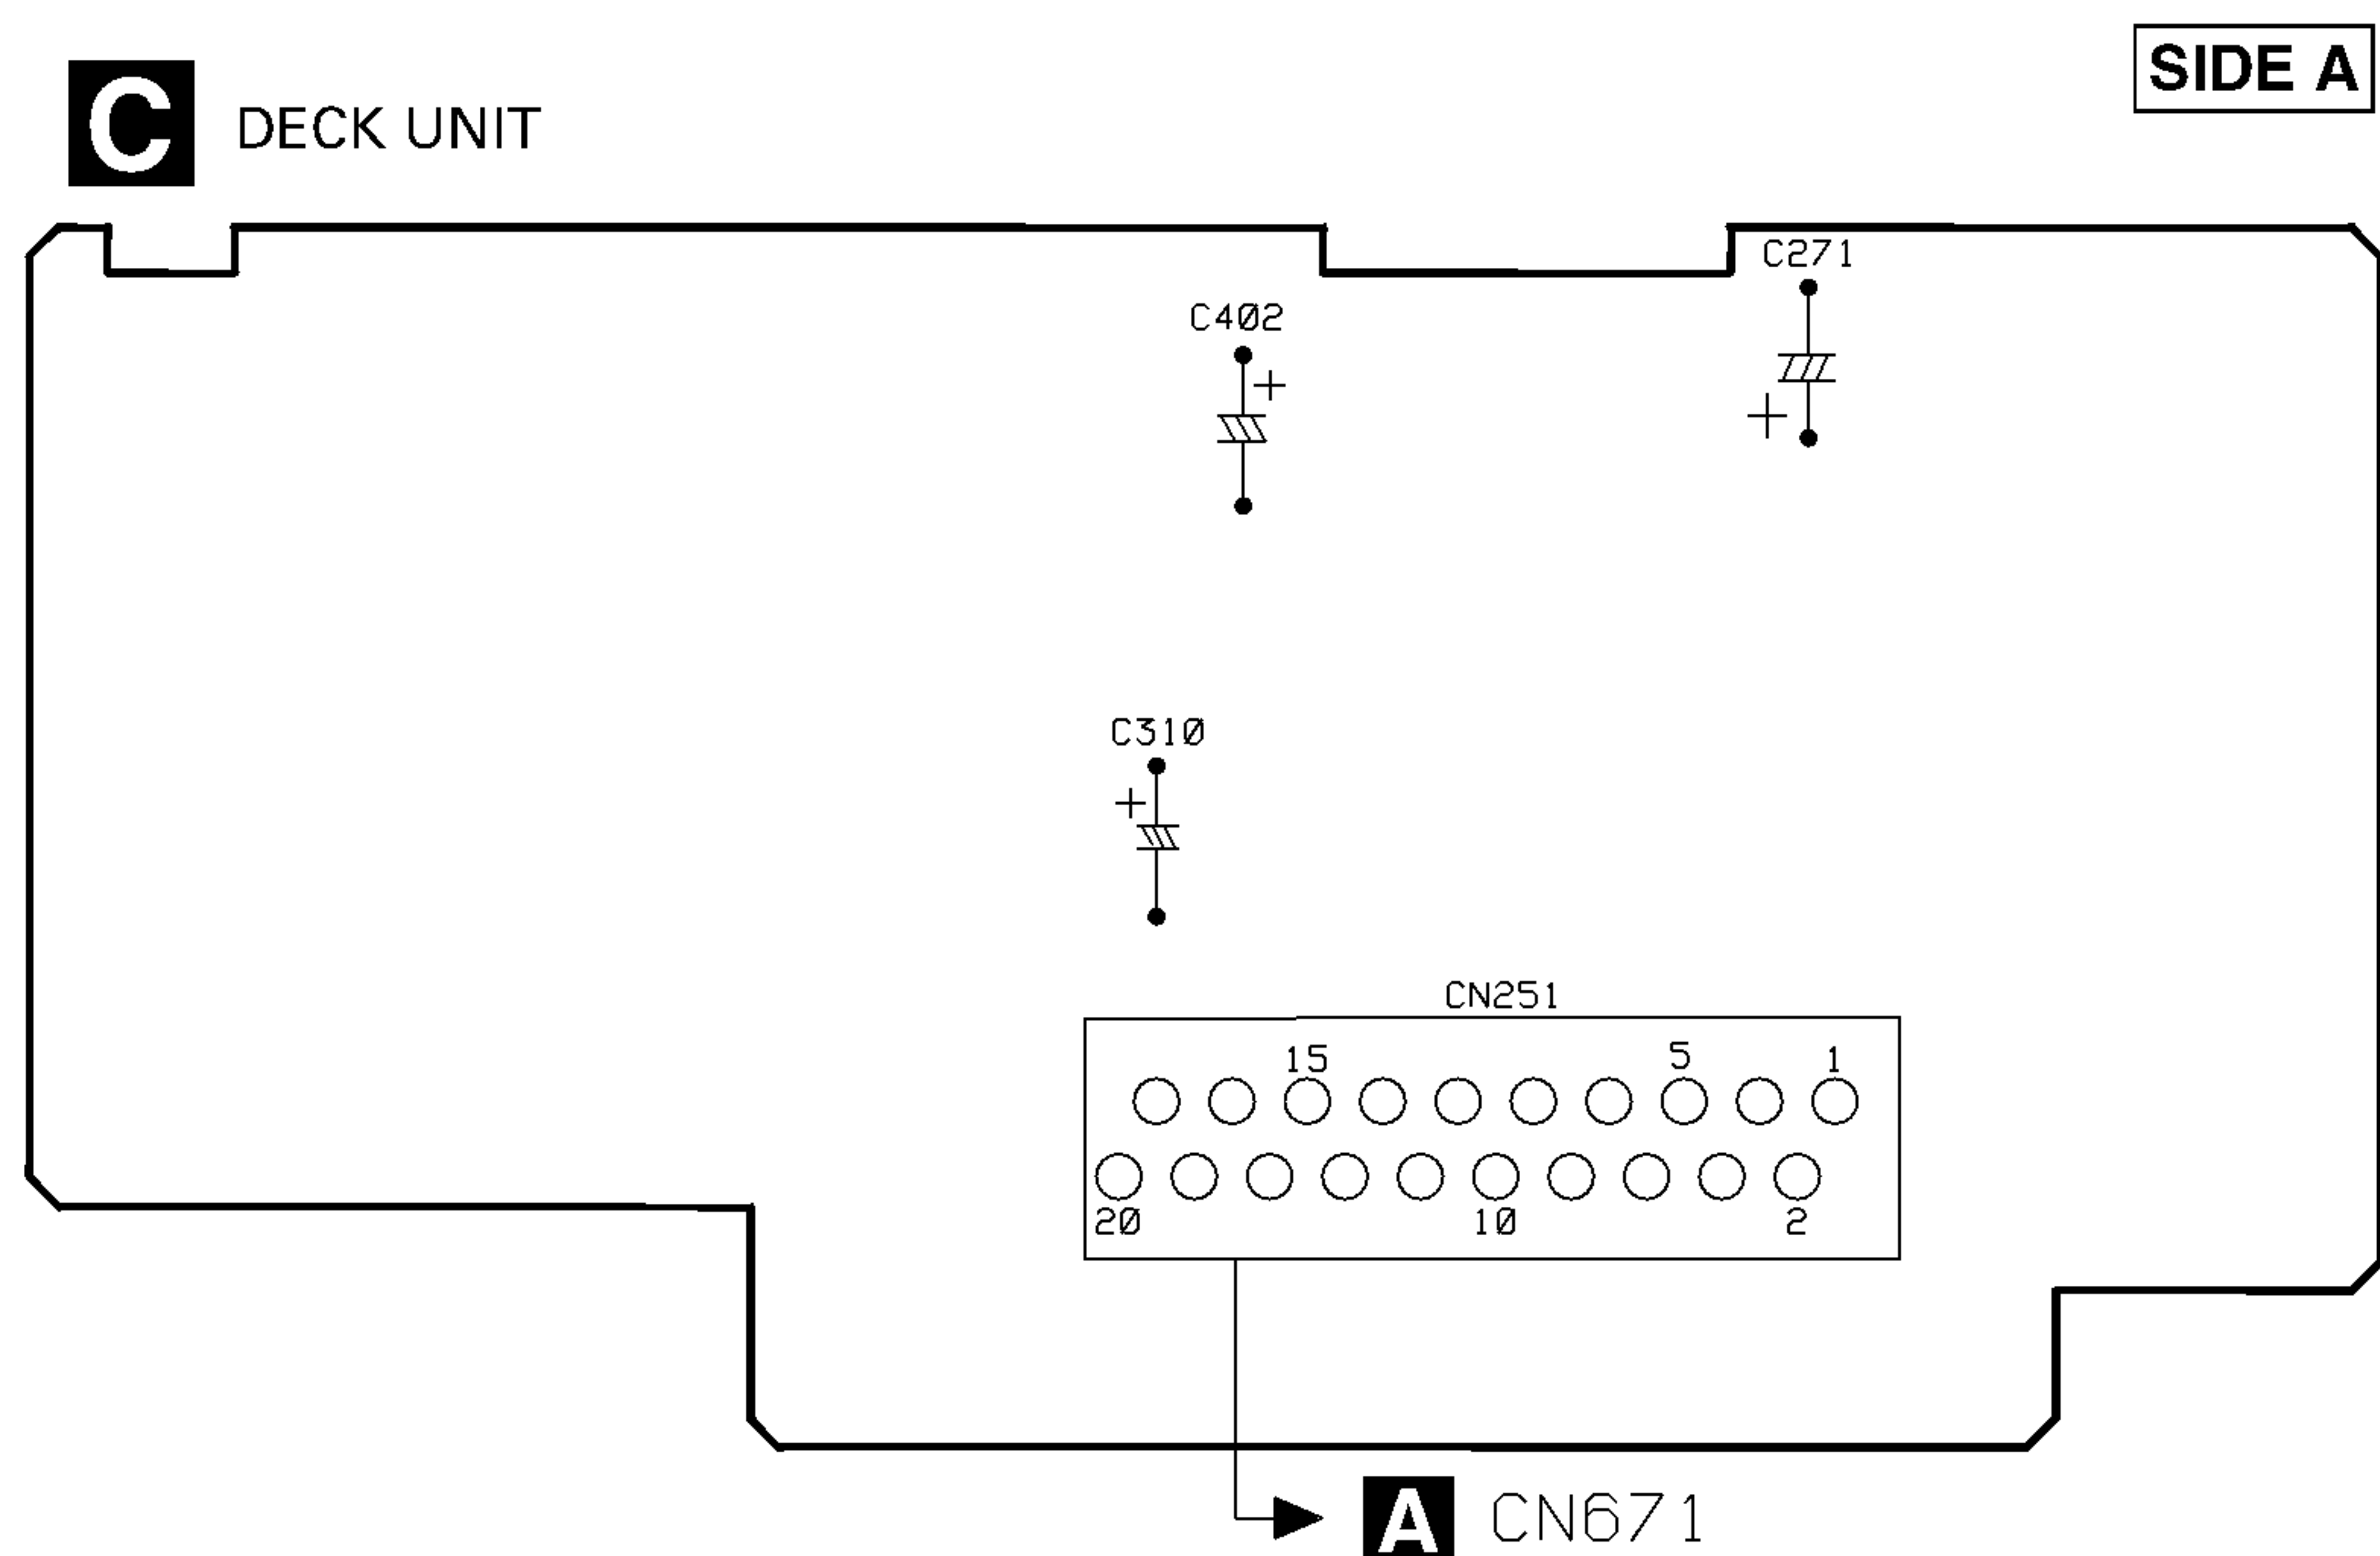 SIDE A
C DECK UNIT
C271
C402
+
+
C310
+
CN251
15 5 1
20 10 2
A CN671